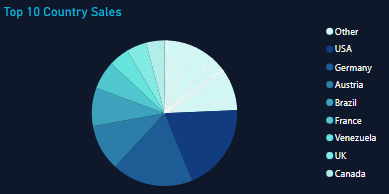 Top 10 Country Sales
Other
USA
Germany
Austria
Brazil
France
Venezuela
UK
Canada